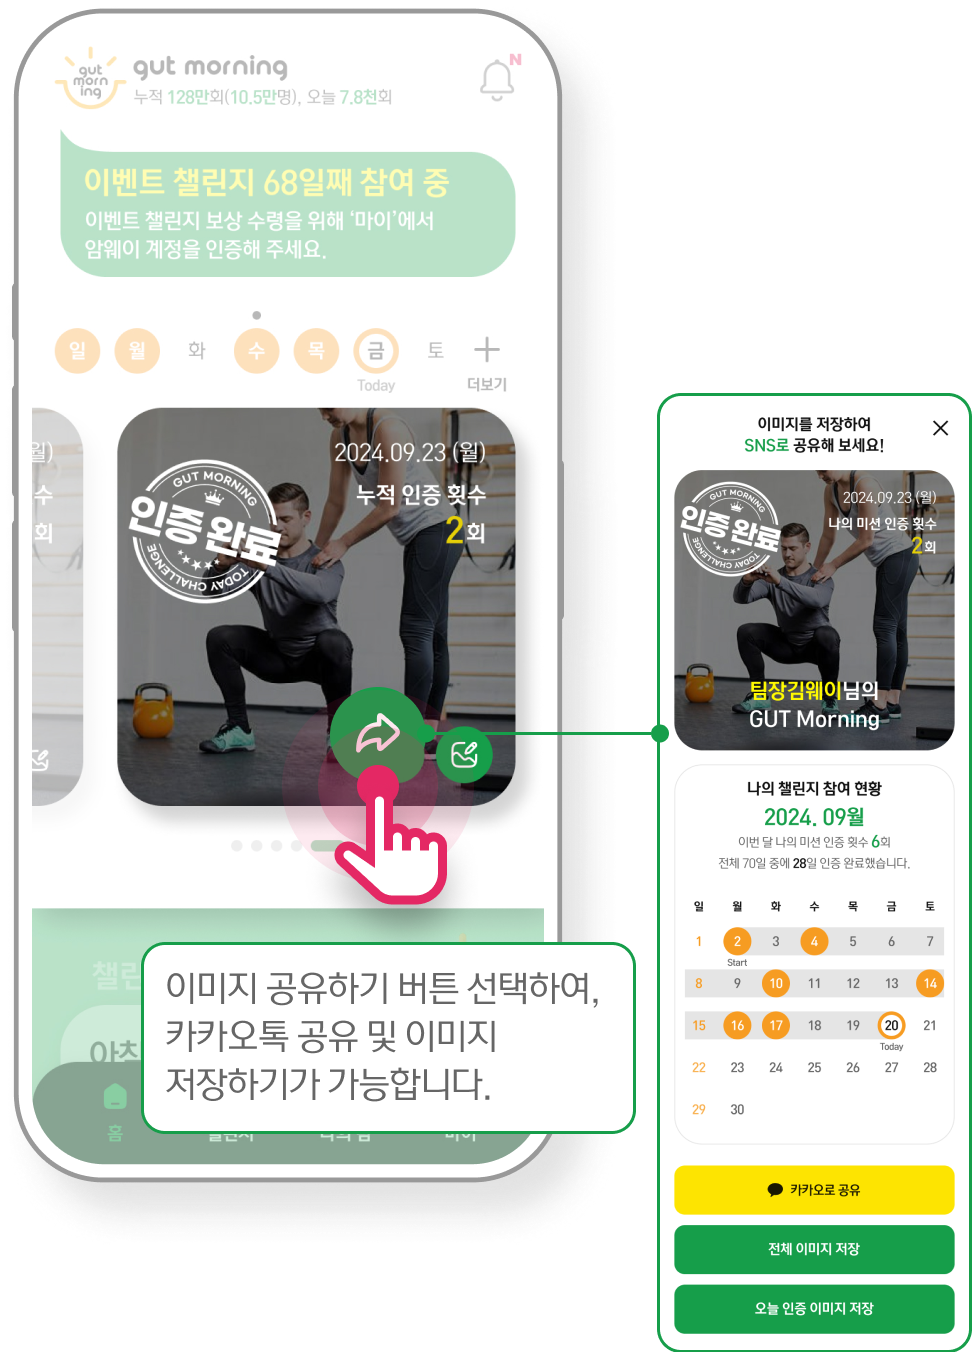 gut
morn
ing
gut morning
누적 128만회(10.5만명), 오늘 7.8천회
N
이벤트 챌린지 68일째 참여 중
이벤트 챌린지 보상 수령을 위해 ‘마이’에서
암웨이 계정을 인증해 주세요.
일 월 화 수 목 금 토
Today
더보기
월)
수
회
GUT MORNING
인증 완료
TODAY CHALLENGE
2024.09.23 (월)
누적 인증 횟수
2회
챌린
아침
이미지 공유하기 버튼 선택하여,
카카오톡 공유 및 이미지
저장하기가 가능합니다.
홈
이미지를 저장하여
SNS로 공유해 보세요!
GUT MORNING
인증 완료
TODAY CHALLENGE
2024.09.23 (월)
나의 미션 인증 횟수
2회
팀장김웨이님의
GUT Morning
나의 챌린지 참여 현황
2024. 09월
이번 달 나의 미션 인증 횟수 6회
전체 70일 중에 28일 인증 완료했습니다.
일 월 화 수 목 금 토
1 2 3 4 5 6 7
Start
8 9 10 11 12 13 14
15 16 17 18 19 20 21
Today
22 23 24 25 26 27 28
29 30
카카오로 공유
전체 이미지 저장
오늘 인증 이미지 저장